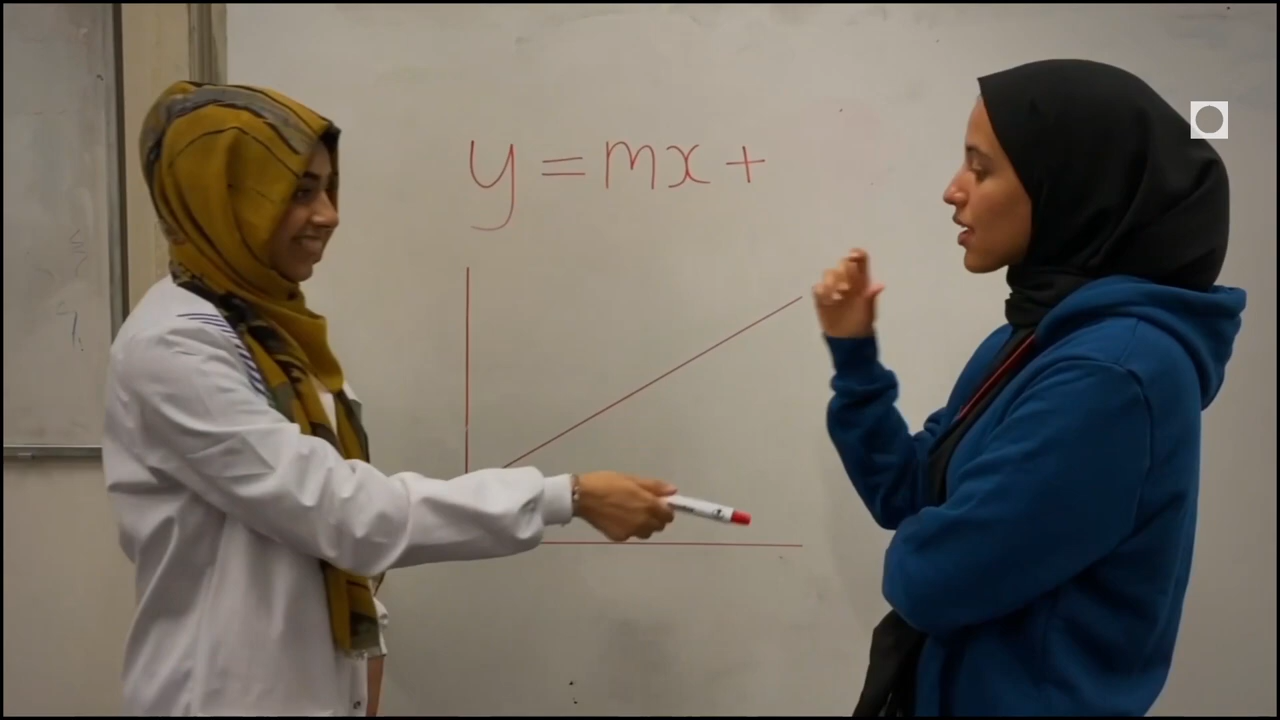 y = mx +